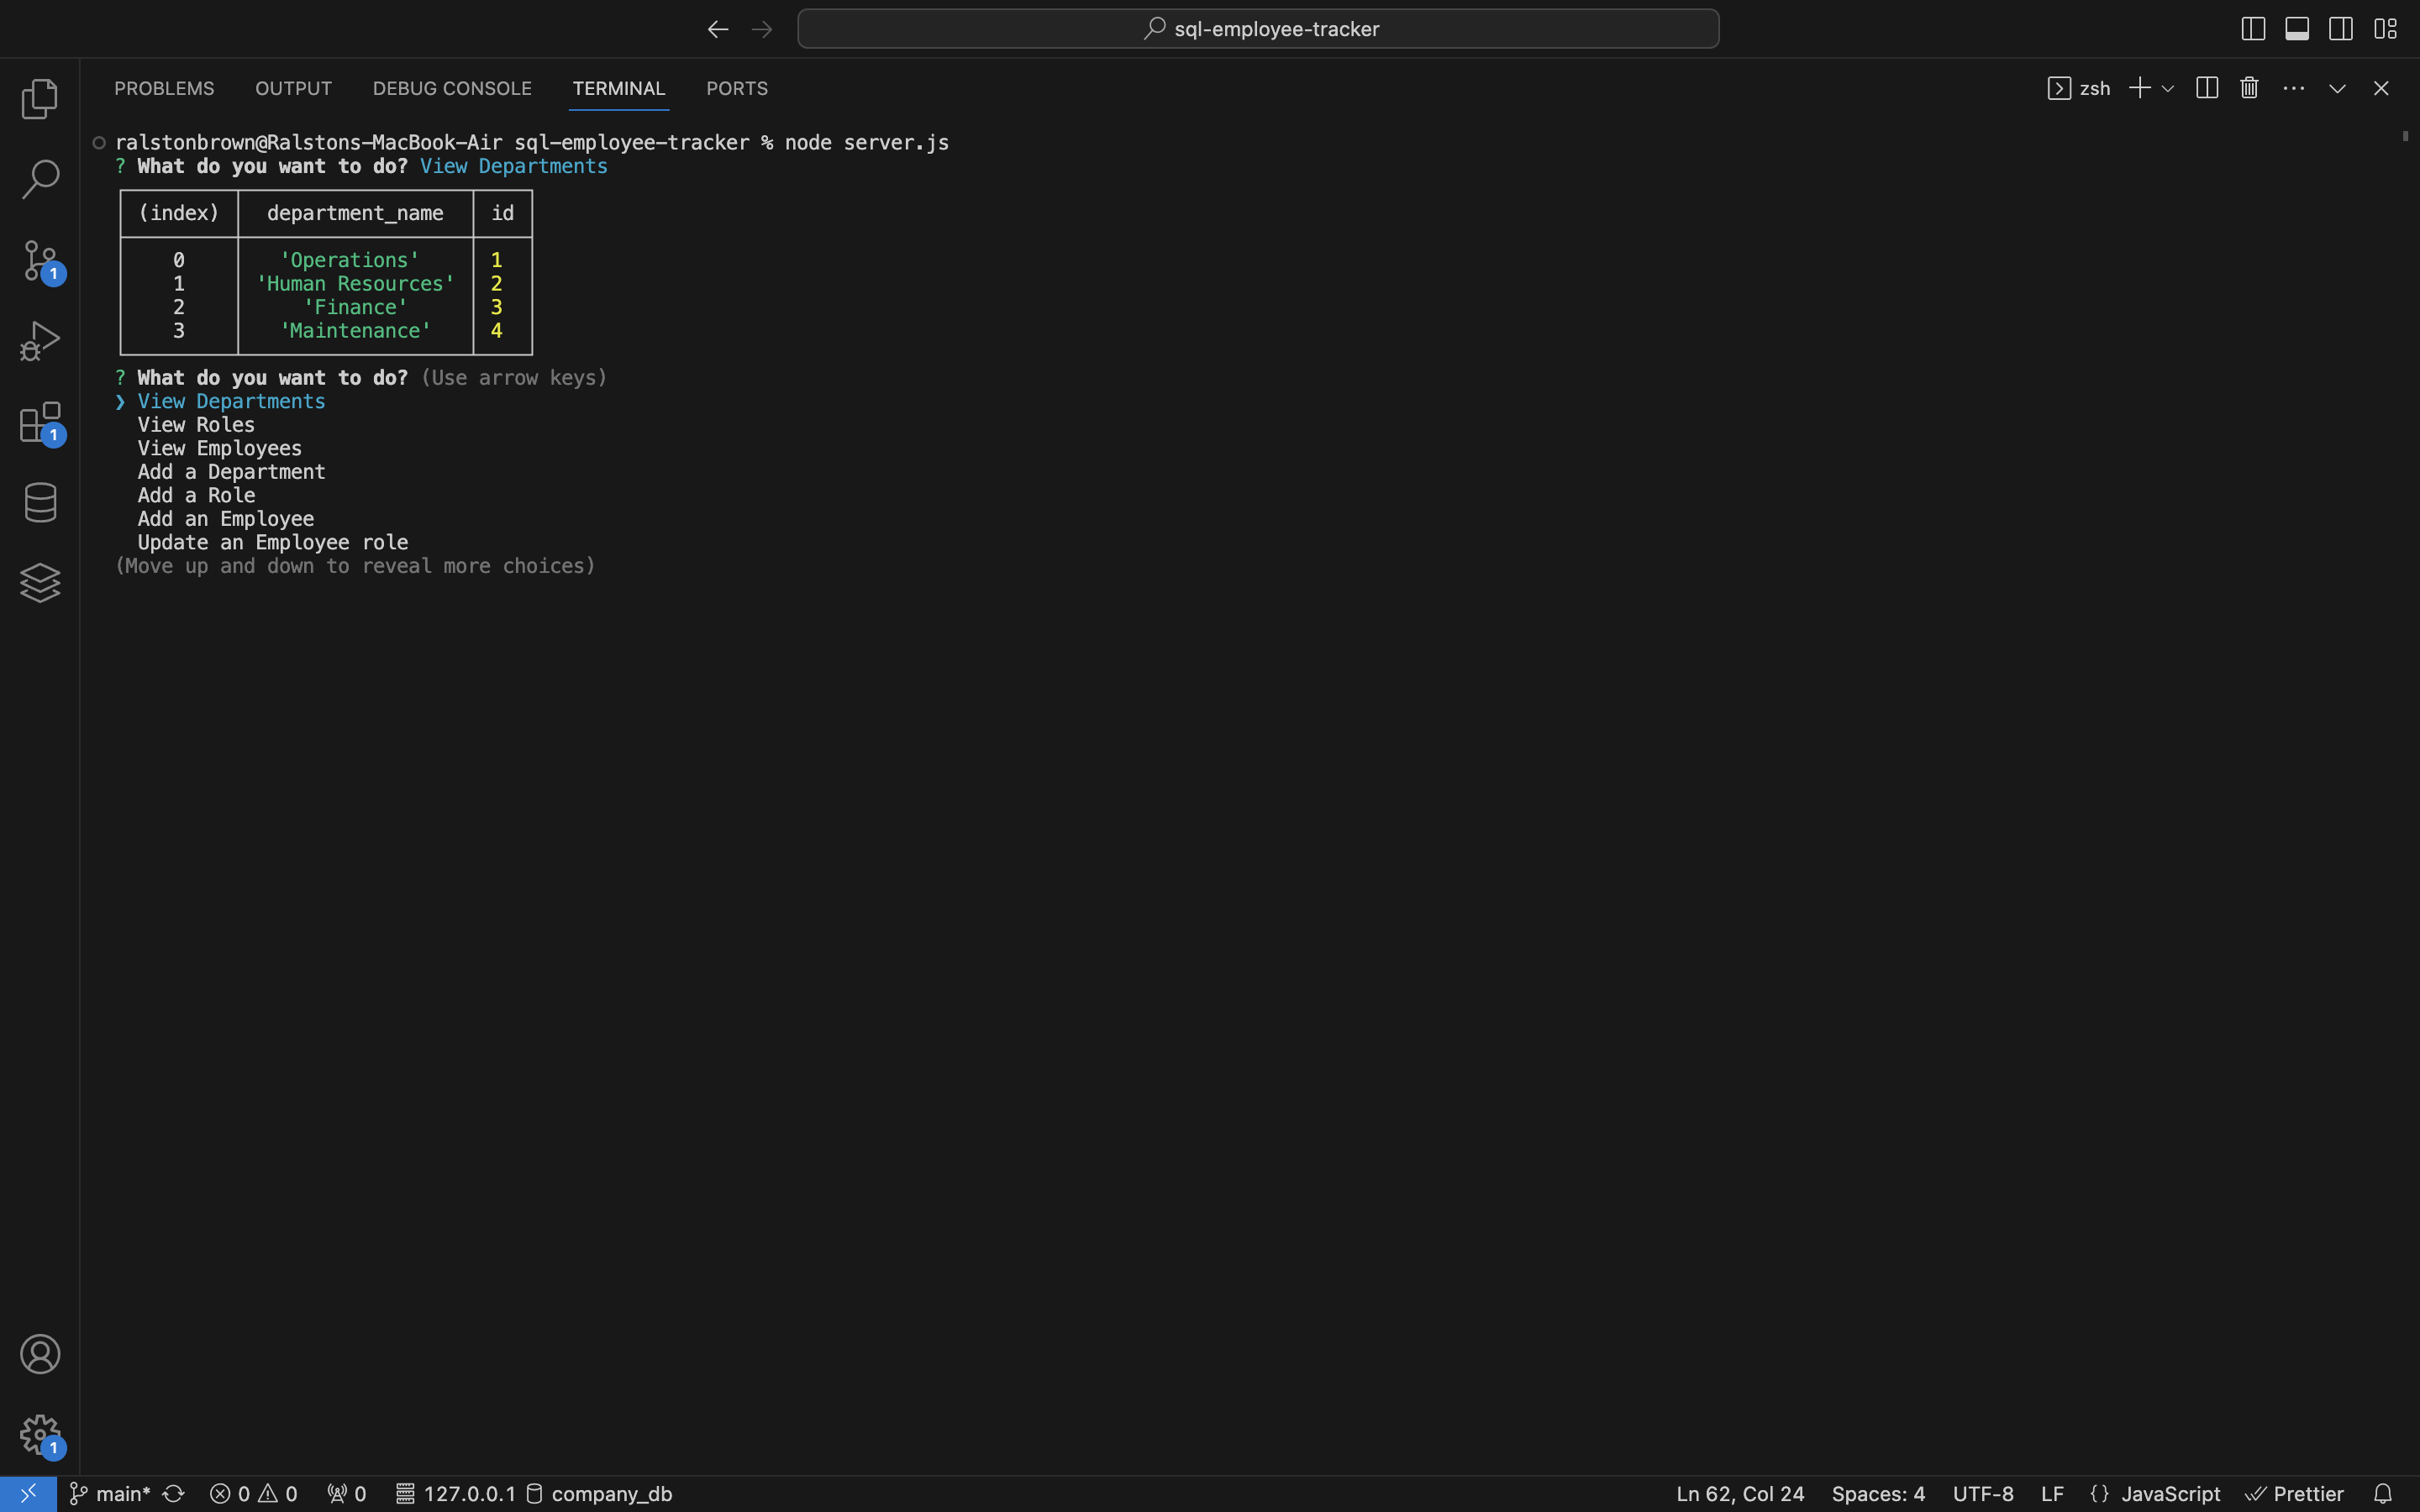 sql-employee-tracker
PROBLEMS OUTPUT DEBUG CONSOLE TERMINAL PORTS zsh
ralstonbrown@Ralstons-MacBook-Air sql-employee-tracker % node server.js
? What do you want to do? View Departments
(index) department_name id
0 'Operations' 1
1 'Human Resources' 2
2 'Finance' 3
3 'Maintenance' 4
? What do you want to do? (Use arrow keys)
❯ View Departments
View Roles
View Employees
Add a Department
Add a Role
Add an Employee
Update an Employee role
(Move up and down to reveal more choices)
1
1
1
main* 0 0 0 127.0.0.1 company_db Ln 62, Col 24 Spaces: 4 UTF-8 LF {} JavaScript Prettier